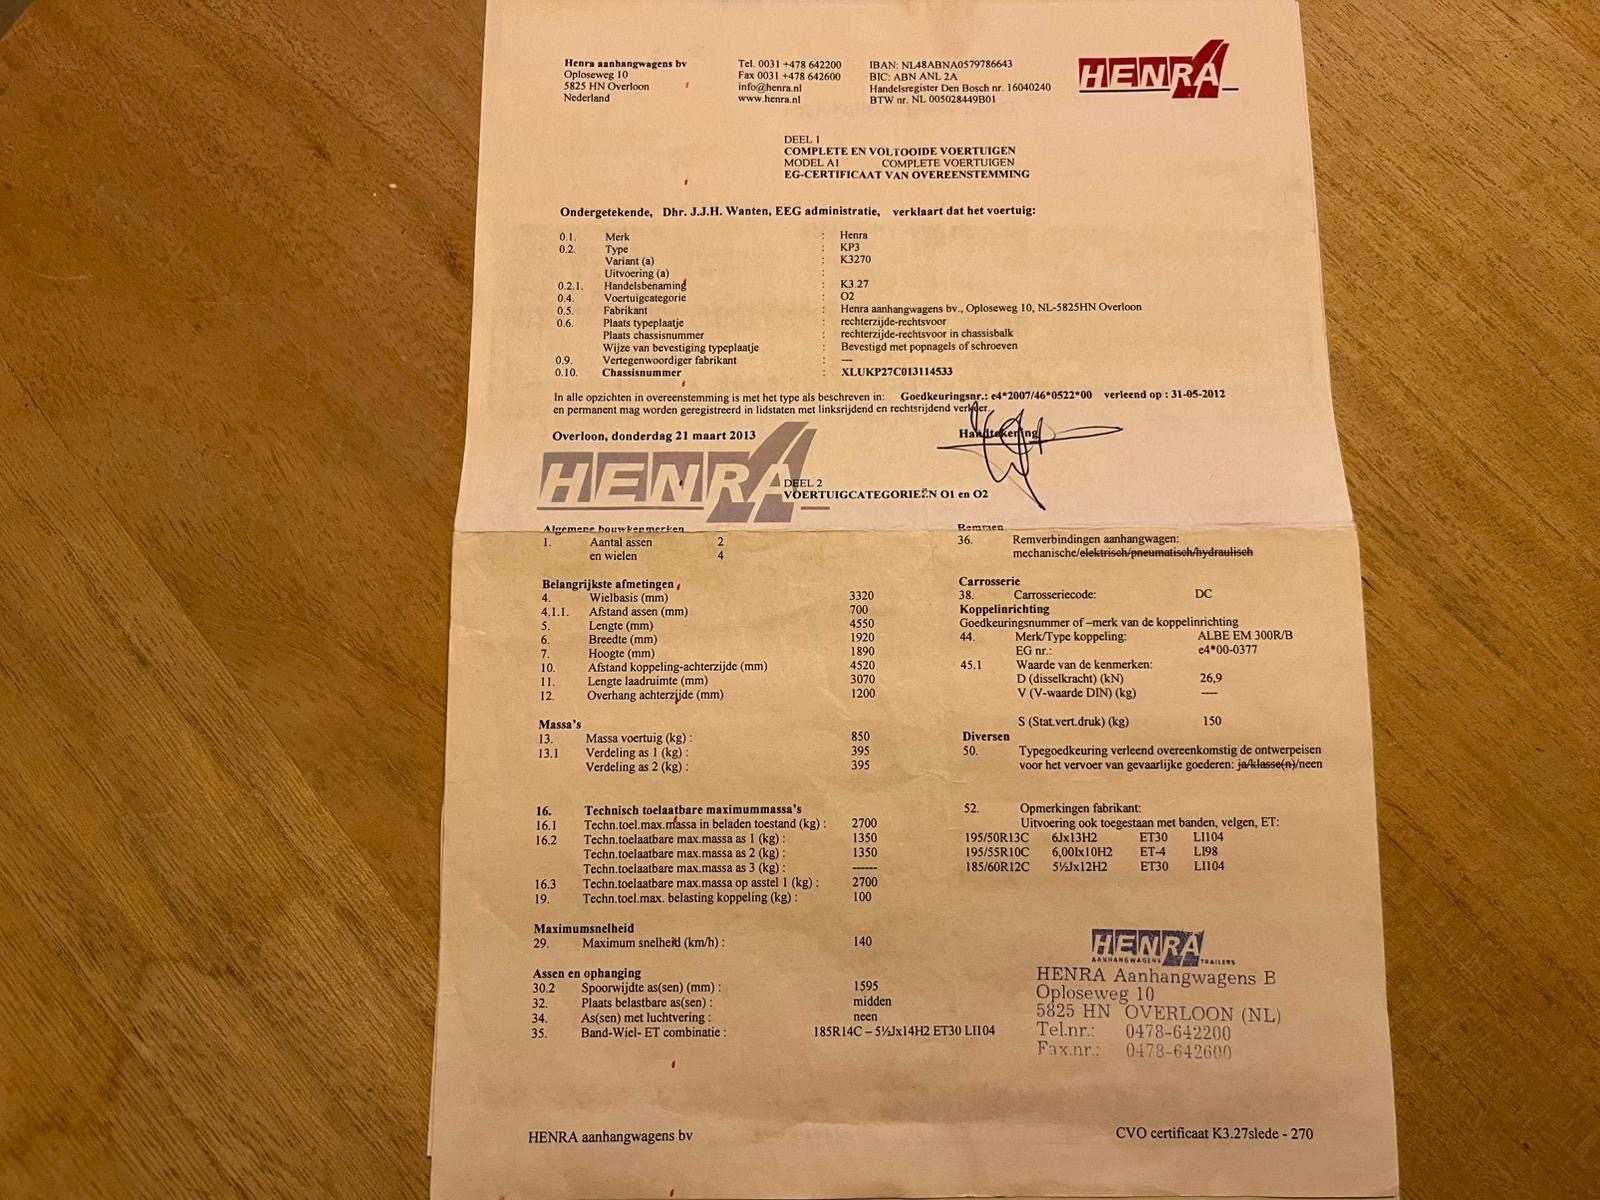 Henra aanhangwagens bv
Oploseweg 10
5825 HN Overloon
Nederland
Tel. 0031 +478 642200
Fax 0031 +478 642600
info@henra.nl
www.henra.nl
IBAN: NL48ABNA0579786643
BIC: ABN ANL 2A
Handelsregister Den Bosch nr. 16040240
BTW nr. NL 005028449B01
HENRA
DEEL 1
COMPLETE EN VOLTOOIDE VOERTUIGEN
MODEL A1 COMPLETE VOERTUIGEN
EG-CERTIFICAAT VAN OVEREENSTEMMING
Ondergetekende, Dhr. J.J.H. Wanten, EEG administratie, verklaart dat het voertuig:
0.1. Merk : Henra
0.2. Type : KP3
Variant (a) : K3270
Uitvoering (a) :
0.2.1. Handelsbenaming : K3.27
0.4. Voertuigcategorie : O2
0.5. Fabrikant : Henra aanhangwagens bv., Oploseweg 10, NL-5825HN Overloon
0.6. Plaats typeplaatje : rechterzijde-rechtsvoor
Plaats chassisnummer : rechterzijde-rechtsvoor in chassisbalk
Wijze van bevestiging typeplaatje : Bevestigd met popnagels of schroeven
0.9. Vertegenwoordiger fabrikant : ---
0.10. Chassisnummer : XLUKP27C013114533
In alle opzichten in overeenstemming is met het type als beschreven in: Goedkeuringsnr.: e4*2007/46*0522*00 verleend op : 31-05-2012
en permanent mag worden geregistreerd in lidstaten met linksrijdend en rechtsrijdend verkeer.
Overloon, donderdag 21 maart 2013
Handtekening
HENRA
DEEL 2
VOERTUIGCATEGORIEËN O1 en O2
Algemene bouwkenmerken
1. Aantal assen 2
en wielen 4
Belangrijkste afmetingen
4. Wielbasis (mm) 3320
4.1.1. Afstand assen (mm) 700
5. Lengte (mm) 4550
6. Breedte (mm) 1920
7. Hoogte (mm) 1890
10. Afstand koppeling-achterzijde (mm) 4520
11. Lengte laadruimte (mm) 3070
12. Overhang achterzijde (mm) 1200
Massa's
13. Massa voertuig (kg) : 850
13.1 Verdeling as 1 (kg) : 395
Verdeling as 2 (kg) : 395
16. Technisch toelaatbare maximummassa's
16.1 Techn.toel.max.massa in beladen toestand (kg) : 2700
16.2 Techn.toelaatbare max.massa as 1 (kg) : 1350
Techn.toelaatbare max.massa as 2 (kg) : 1350
Techn.toelaatbare max.massa as 3 (kg) : ------
16.3 Techn.toelaatbare max.massa op asstel 1 (kg) : 2700
19. Techn.toel.max. belasting koppeling (kg) : 100
Maximumsnelheid
29. Maximum snelheid (km/h) : 140
Assen en ophanging
30.2 Spoorwijdte as(sen) (mm) : 1595
32. Plaats belastbare as(sen) : midden
34. As(sen) met luchtvering : neen
35. Band-Wiel- ET combinatie : 185R14C – 5½Jx14H2 ET30 LI104
Remmen
36. Remverbindingen aanhangwagen:
mechanische/elektrisch/pneumatisch/hydraulisch
Carrosserie
38. Carrosseriecode: DC
Koppelinrichting
Goedkeuringsnummer of –merk van de koppelinrichting
44. Merk/Type koppeling: ALBE EM 300R/B
EG nr.: e4*00-0377
45.1 Waarde van de kenmerken:
D (disselkracht) (kN) 26,9
V (V-waarde DIN) (kg) ----
S (Stat.vert.druk) (kg) 150
Diversen
50. Typegoedkeuring verleend overeenkomstig de ontwerpeisen
voor het vervoer van gevaarlijke goederen: ja/klasse(n)/neen
52. Opmerkingen fabrikant:
Uitvoering ook toegestaan met banden, velgen, ET:
195/50R13C 6Jx13H2 ET30 LI104
195/55R10C 6,00Ix10H2 ET-4 LI98
185/60R12C 5½Jx12H2 ET30 LI104
HENRA
AANHANGWAGENS TRAILERS
HENRA Aanhangwagens B
Oploseweg 10
5825 HN OVERLOON (NL)
Tel.nr.: 0478-642200
Fax.nr.: 0478-642600
HENRA aanhangwagens bv
CVO certificaat K3.27slede - 270